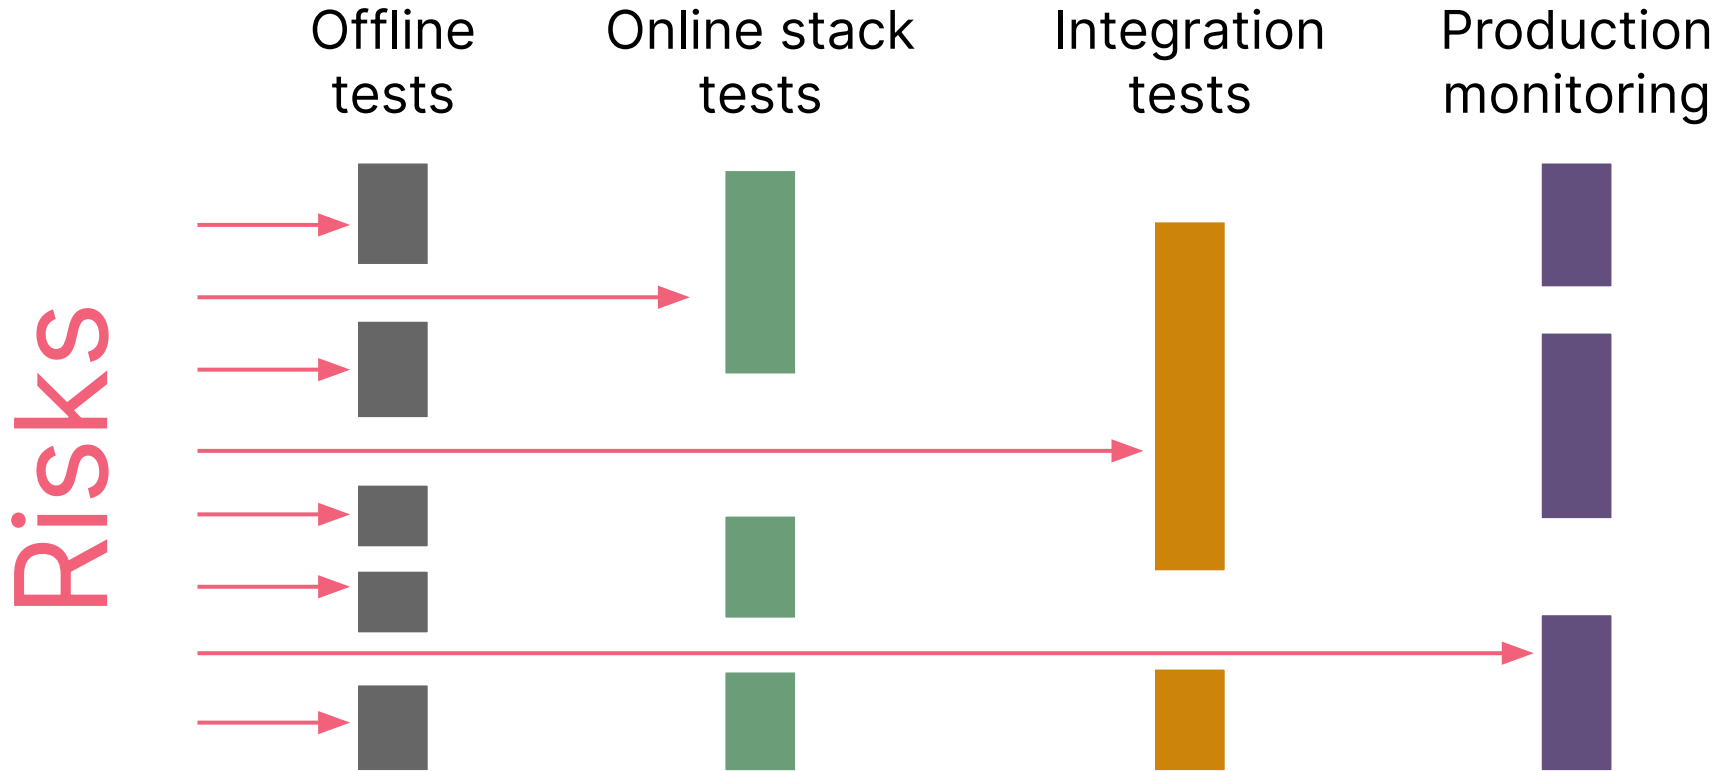 Offline
tests
Online stack
tests
Integration
tests
Production
monitoring
Risks